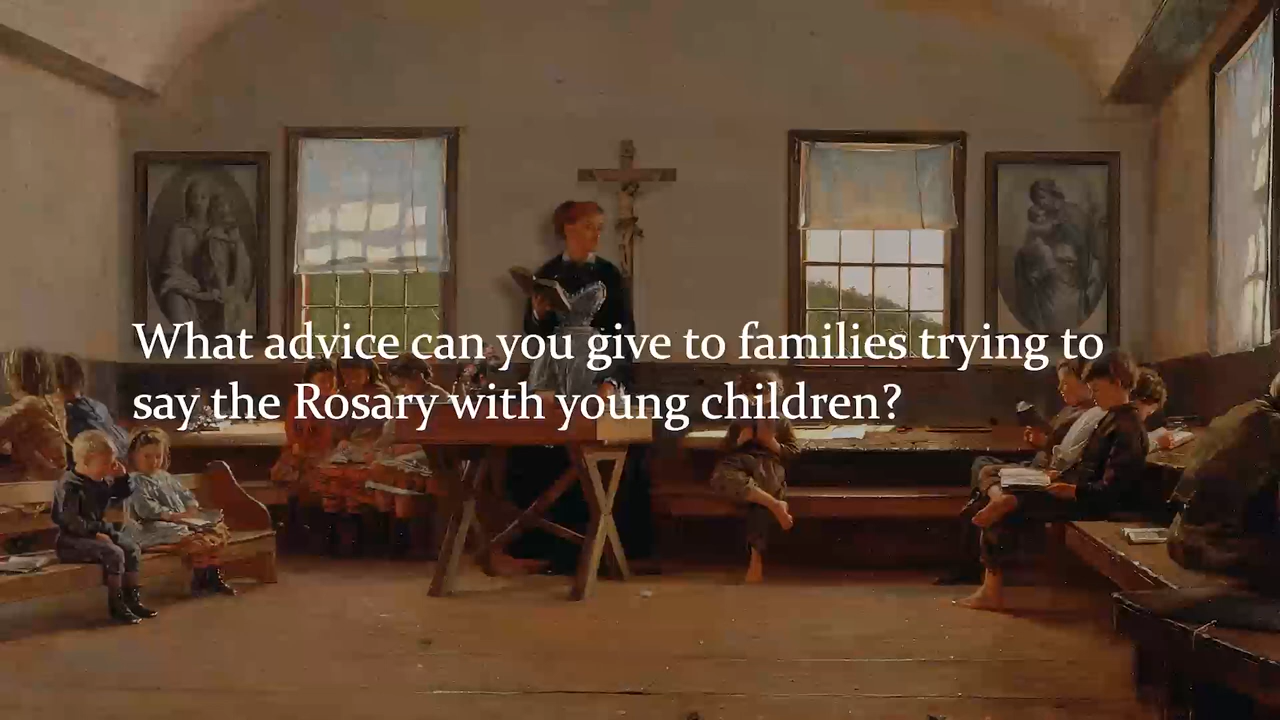 What advice can you give to families trying to
say the Rosary with young children?